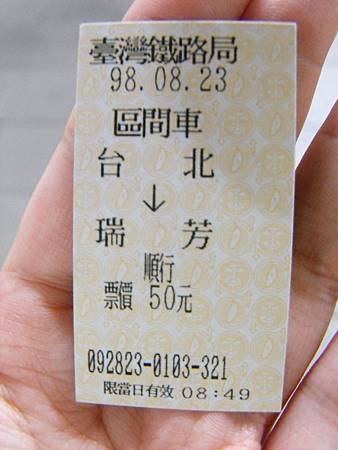 臺灣鐵路局
98.08.23
區間車
台 北
↓
瑞 芳
順行
票價 50元
092823-0103-321
限當日有效 08:49